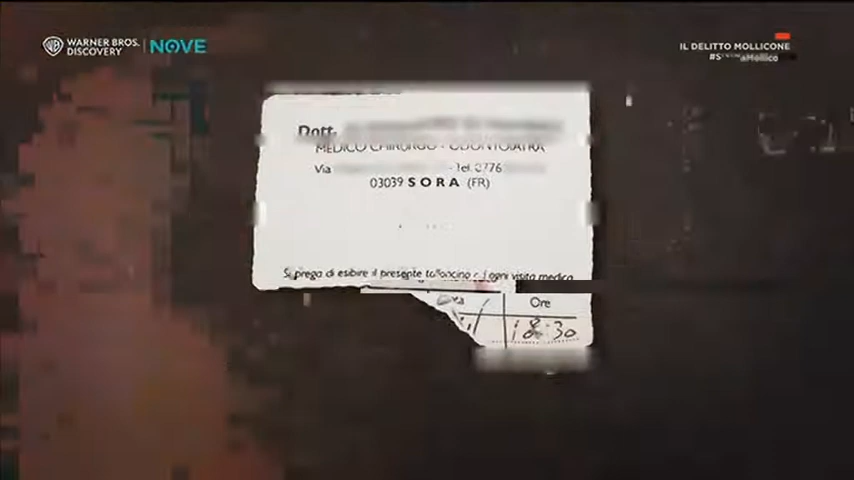 WARNER BROS. DISCOVERY NOVE
IL DELITTO MOLLICONE
Dott.
MEDICO CHIRURGO - ODONTOIATRA
Via - Tel. 0776
03039 SORA (FR)
Si prega di esibire il presente talloncino ad ogni visita medica
Ore
18:30